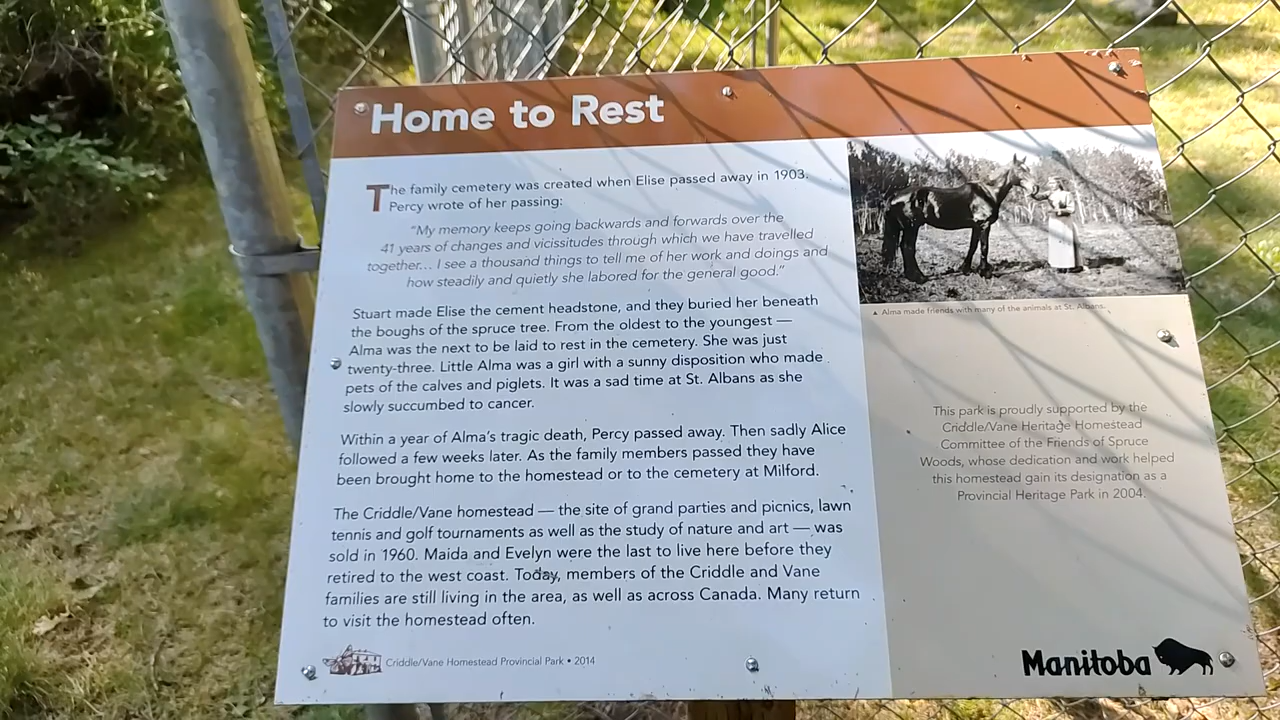 Home to Rest
The family cemetery was created when Elise passed away in 1903.
Percy wrote of her passing:
"My memory keeps going backwards and forwards over the
41 years of changes and vicissitudes through which we have travelled
together... I see a thousand things to tell me of her work and doings and
how steadily and quietly she labored for the general good."
Stuart made Elise the cement headstone, and they buried her beneath
the boughs of the spruce tree. From the oldest to the youngest —
Alma was the next to be laid to rest in the cemetery. She was just
twenty-three. Little Alma was a girl with a sunny disposition who made
pets of the calves and piglets. It was a sad time at St. Albans as she
slowly succumbed to cancer.
Within a year of Alma's tragic death, Percy passed away. Then sadly Alice
followed a few weeks later. As the family members passed they have
been brought home to the homestead or to the cemetery at Milford.
The Criddle/Vane homestead — the site of grand parties and picnics, lawn
tennis and golf tournaments as well as the study of nature and art — was
sold in 1960. Maida and Evelyn were the last to live here before they
retired to the west coast. Today, members of the Criddle and Vane
families are still living in the area, as well as across Canada. Many return
to visit the homestead often.
Criddle/Vane Homestead Provincial Park • 2014
▲ Alma made friends with many of the animals at St. Albans.
This park is proudly supported by the
Criddle/Vane Heritage Homestead
Committee of the Friends of Spruce
Woods, whose dedication and work helped
this homestead gain its designation as a
Provincial Heritage Park in 2004.
Manitoba